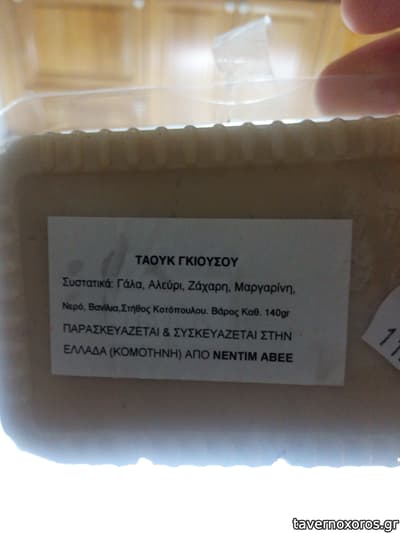 ΤΑΟΥΚ ΓΚΙΟΥΣΟΥ
Συστατικά: Γάλα, Αλεύρι, Ζάχαρη, Μαργαρίνη,
Νερό, Βανίλια,Στήθος Κοτόπουλου. Βάρος Καθ. 140gr
ΠΑΡΑΣΚΕΥΑΖΕΤΑΙ & ΣΥΣΚΕΥΑΖΕΤΑΙ ΣΤΗΝ
ΕΛΛΑΔΑ (ΚΟΜΟΤΗΝΗ) ΑΠΟ ΝΕΝΤΙΜ ΑΒΕΕ
tavernoxoros.gr